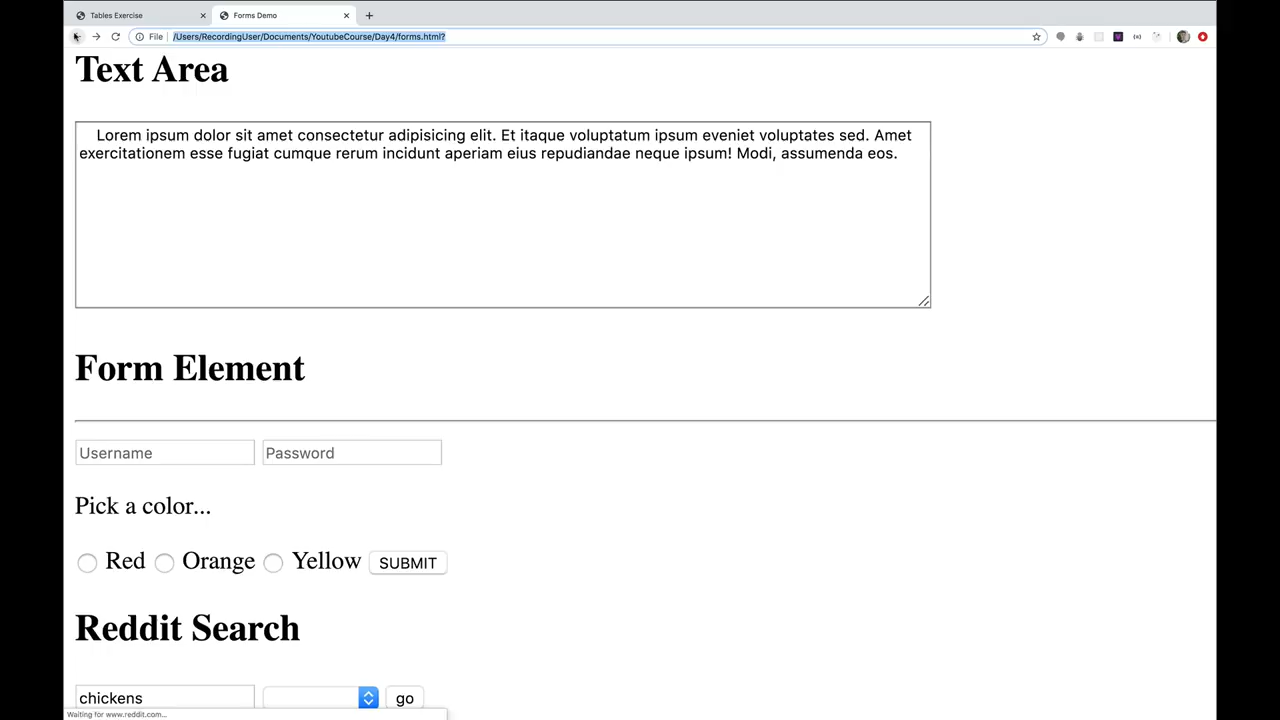 Tables Exercise
Forms Demo
File
/Users/RecordingUser/Documents/YoutubeCourse/Day4/forms.html?
Text Area
Lorem ipsum dolor sit amet consectetur adipisicing elit. Et itaque voluptatum ipsum eveniet voluptates sed. Amet
exercitationem esse fugiat cumque rerum incidunt aperiam eius repudiandae neque ipsum! Modi, assumenda eos.
Form Element
Username Password
Pick a color...
Red Orange Yellow SUBMIT
Reddit Search
chickens go
Waiting for www.reddit.com...